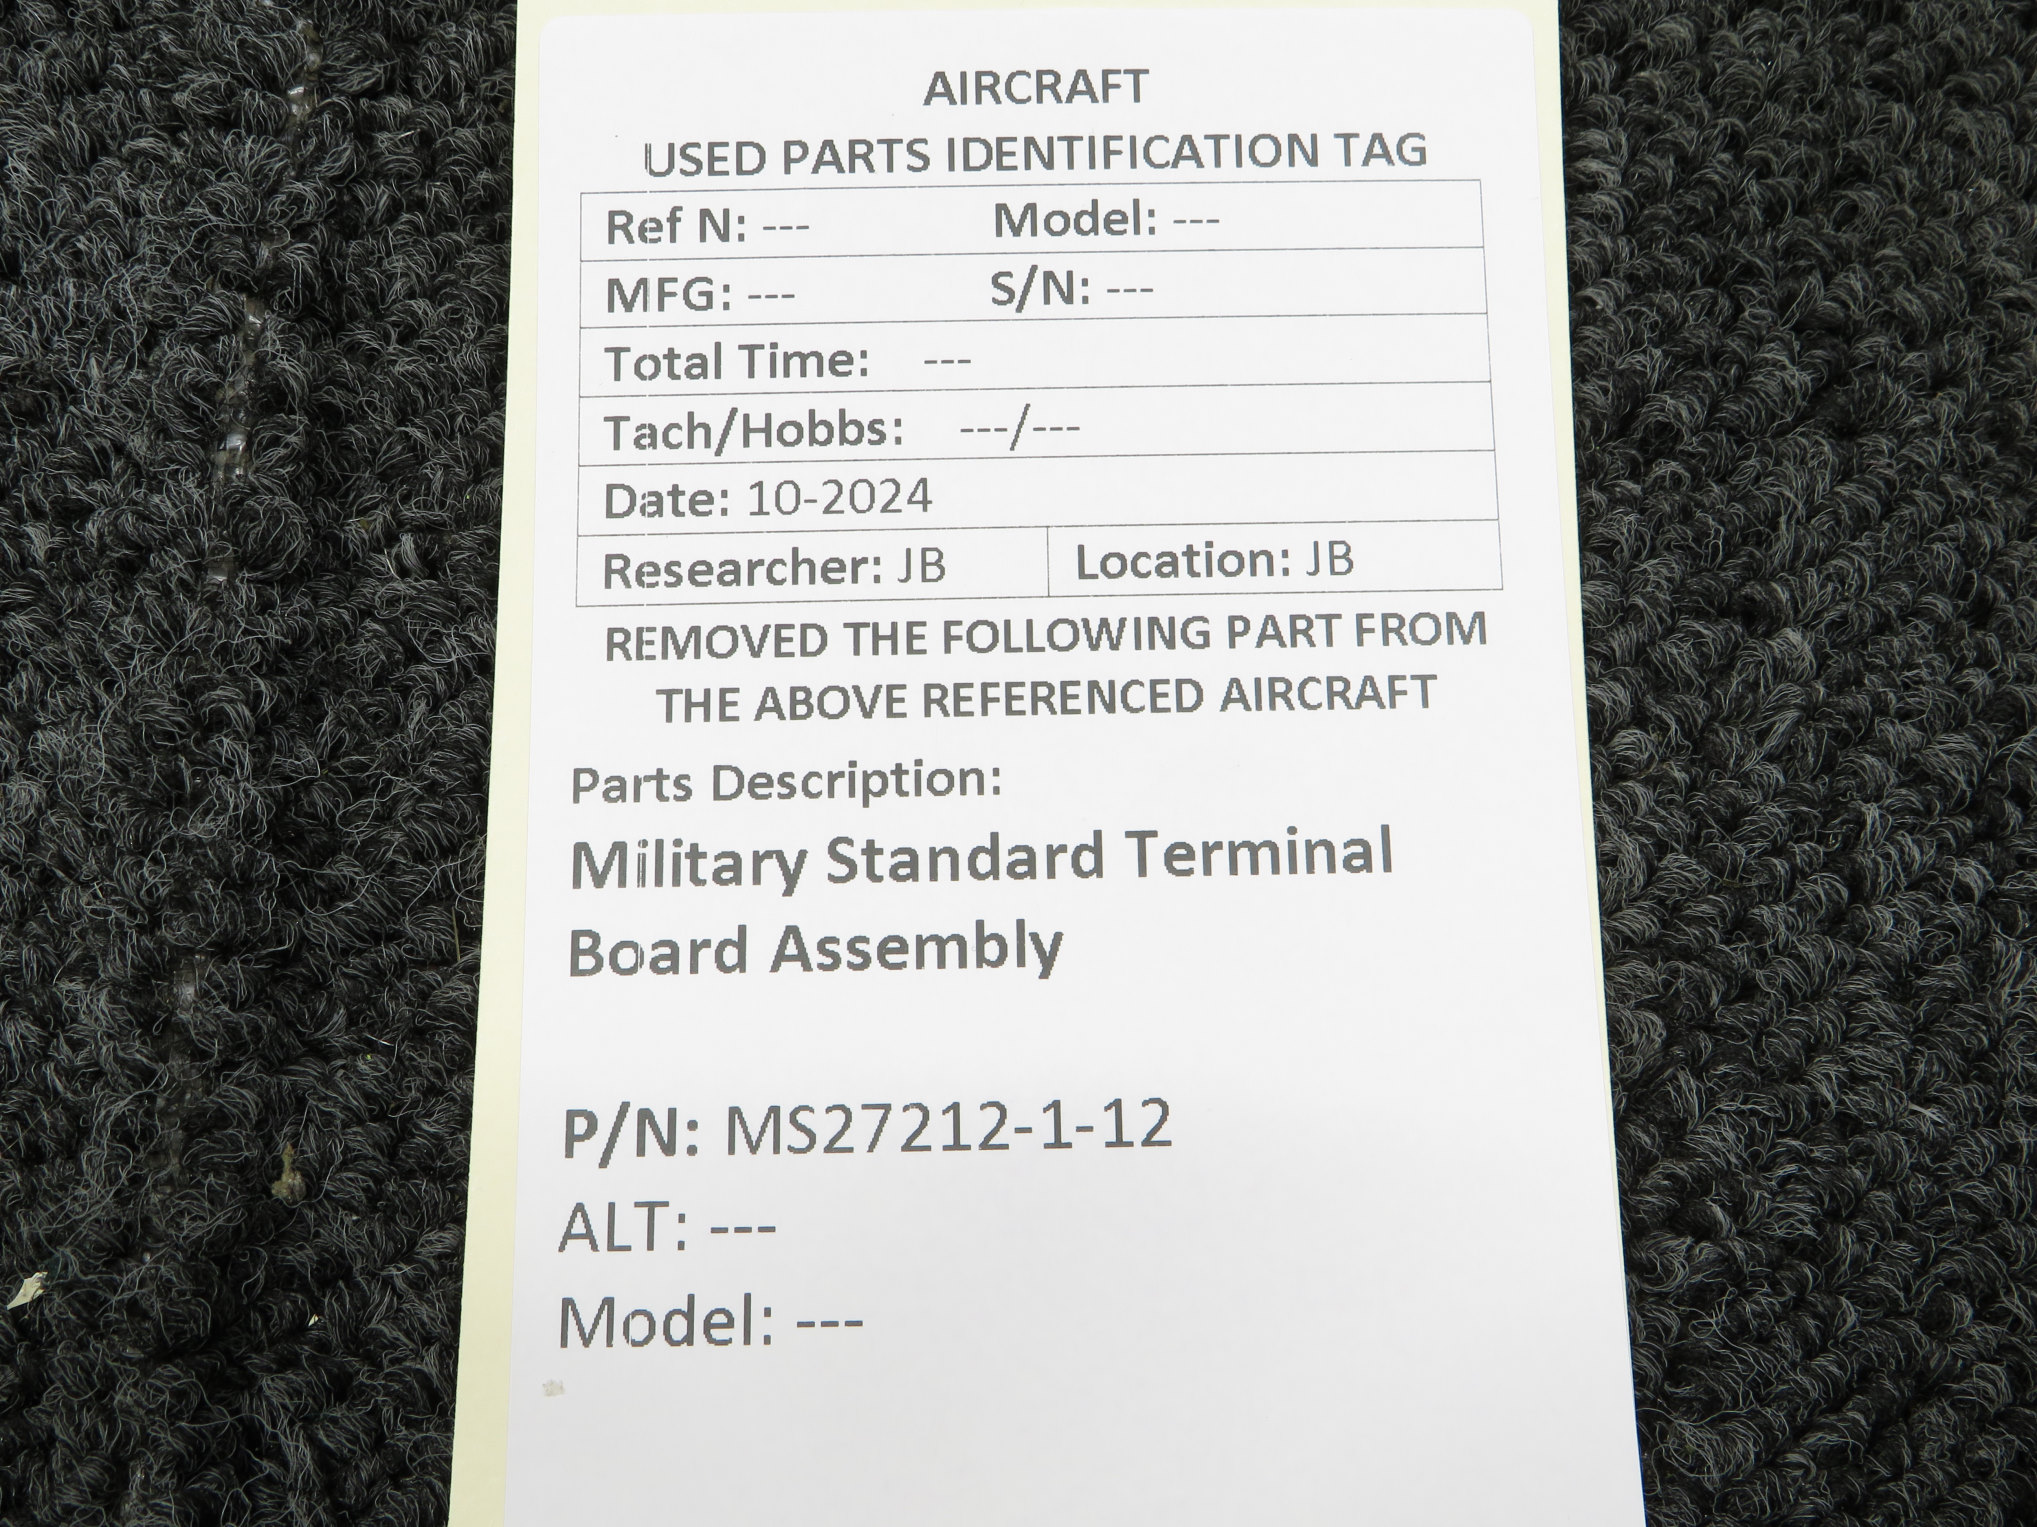 AIRCRAFT
USED PARTS IDENTIFICATION TAG
Ref N: --- Model: ---
MFG: --- S/N: ---
Total Time: ---
Tach/Hobbs: ---/---
Date: 10-2024
Researcher: JB Location: JB
REMOVED THE FOLLOWING PART FROM
THE ABOVE REFERENCED AIRCRAFT
Parts Description:
Military Standard Terminal
Board Assembly
P/N: MS27212-1-12
ALT: ---
Model: ---